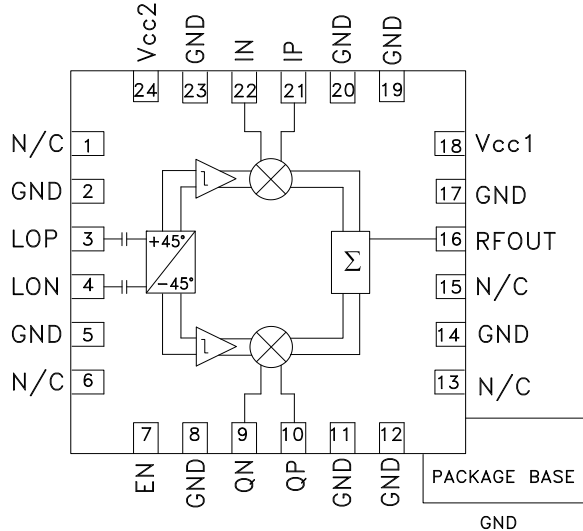 Vcc2 GND IN IP GND GND
24 23 22 21 20 19
N/C 1
18 Vcc1
GND 2
17 GND
LOP 3
+45°
16 RFOUT
Σ
LON 4
-45°
15 N/C
GND 5
14 GND
N/C 6
13 N/C
7 8 9 10 11 12
EN GND QN QP GND GND
PACKAGE BASE
GND